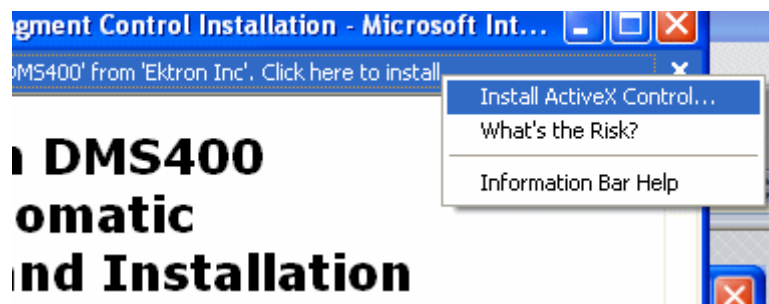 gment Control Installation - Microsoft Int...
DMS400' from 'Ektron Inc'. Click here to install
Install ActiveX Control...
What's the Risk?
Information Bar Help
DMS400
omatic
nd Installation